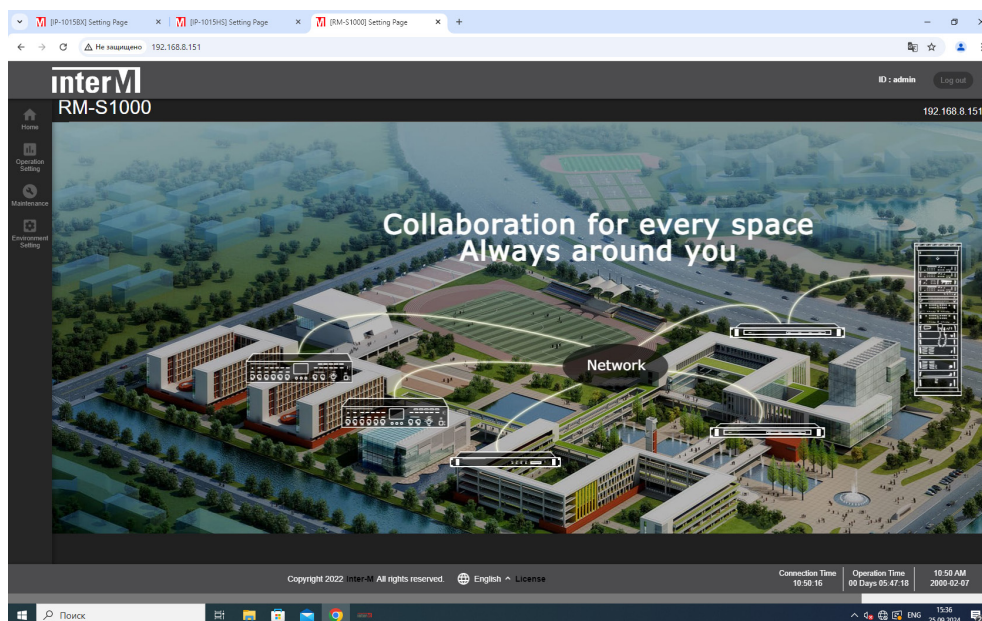 [IP-1015BX] Setting Page
[IP-1015HS] Setting Page
[RM-S1000] Setting Page
Не защищено
192.168.8.151
interM
ID : admin
Log out
RM-S1000
192.168.8.151
Home
Operation
Setting
Maintenance
Environment
Setting
Collaboration for every space
Always around you
Network
Copyright 2022 Inter-M All rights reserved.
English
License
Connection Time
10:50:16
Operation Time
00 Days 05:47:18
10:50 AM
2000-02-07
Поиск
ENG
15:36
25.09.2024